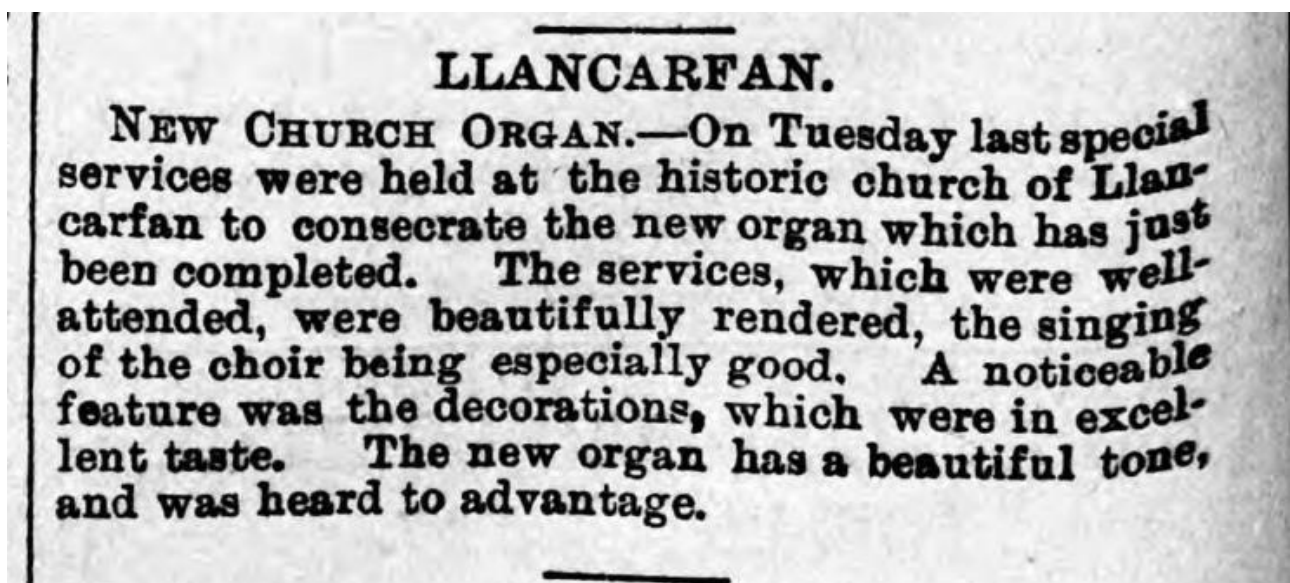 LLANCARFAN.
NEW CHURCH ORGAN.—On Tuesday last special
services were held at the historic church of Llan-
carfan to consecrate the new organ which has just
been completed. The services, which were well-
attended, were beautifully rendered, the singing
of the choir being especially good. A noticeable
feature was the decorations, which were in excel-
lent taste. The new organ has a beautiful tone,
and was heard to advantage.